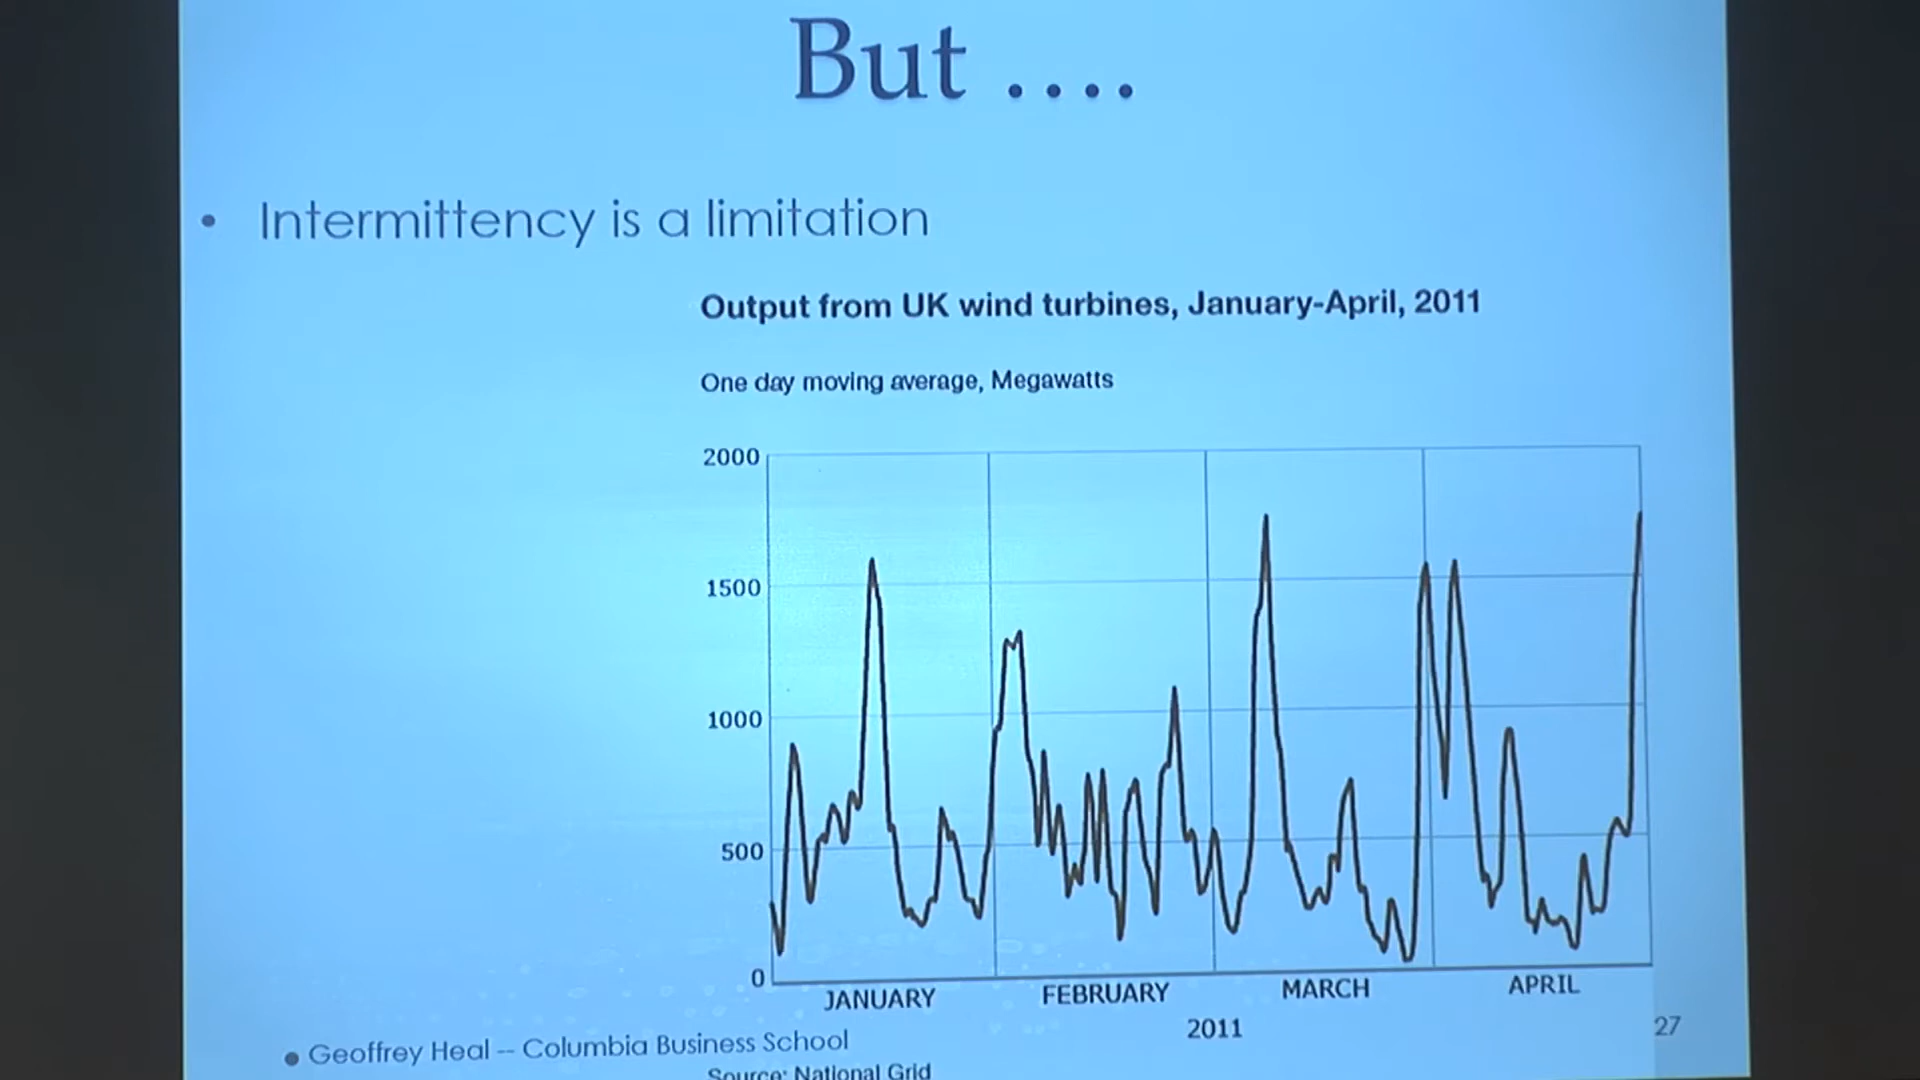 But ....
• Intermittency is a limitation
Output from UK wind turbines, January-April, 2011
One day moving average, Megawatts
2000
1500
1000
500
0
JANUARY FEBRUARY MARCH APRIL
2011
27
• Geoffrey Heal -- Columbia Business School
Source: National Grid